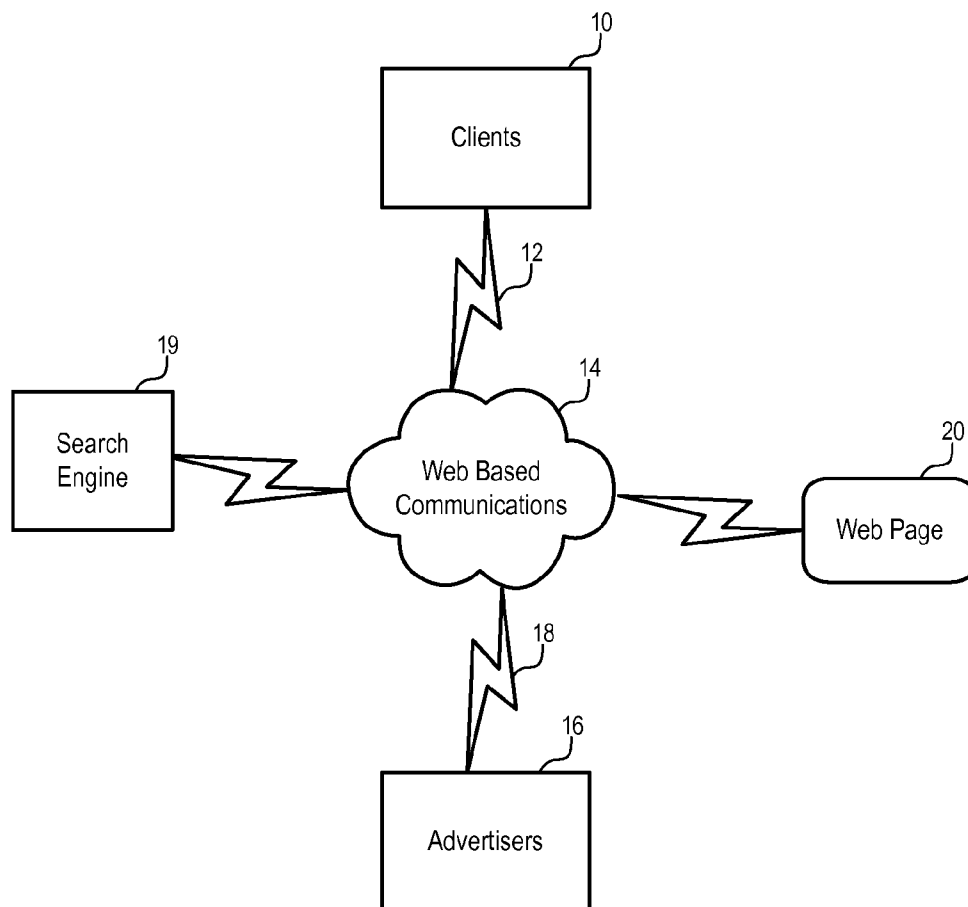 10
Clients
12
19
14
Search
Engine
Web Based
Communications
20
Web Page
18
16
Advertisers